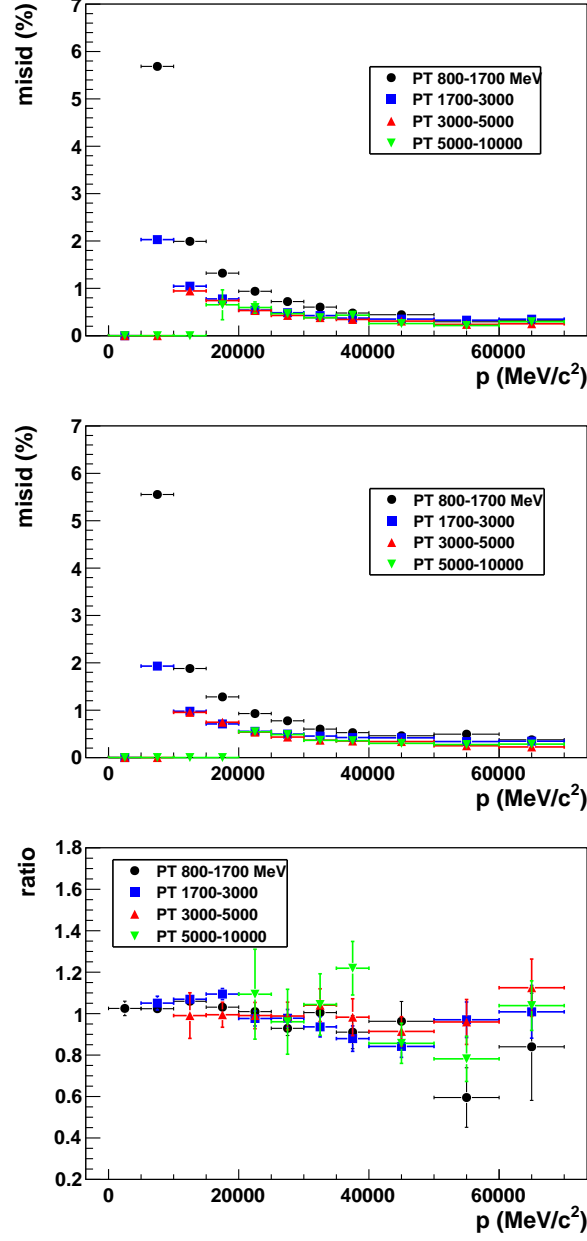 misid (%)
7
6
5
4
3
2
1
0
PT 800-1700 MeV
PT 1700-3000
PT 3000-5000
PT 5000-10000
0 20000 40000 60000
p (MeV/c²)
misid (%)
7
6
5
4
3
2
1
0
PT 800-1700 MeV
PT 1700-3000
PT 3000-5000
PT 5000-10000
0 20000 40000 60000
p (MeV/c²)
ratio
1.8
1.6
1.4
1.2
1
0.8
0.6
0.4
0.2
PT 800-1700 MeV
PT 1700-3000
PT 3000-5000
PT 5000-10000
0 20000 40000 60000
p (MeV/c²)